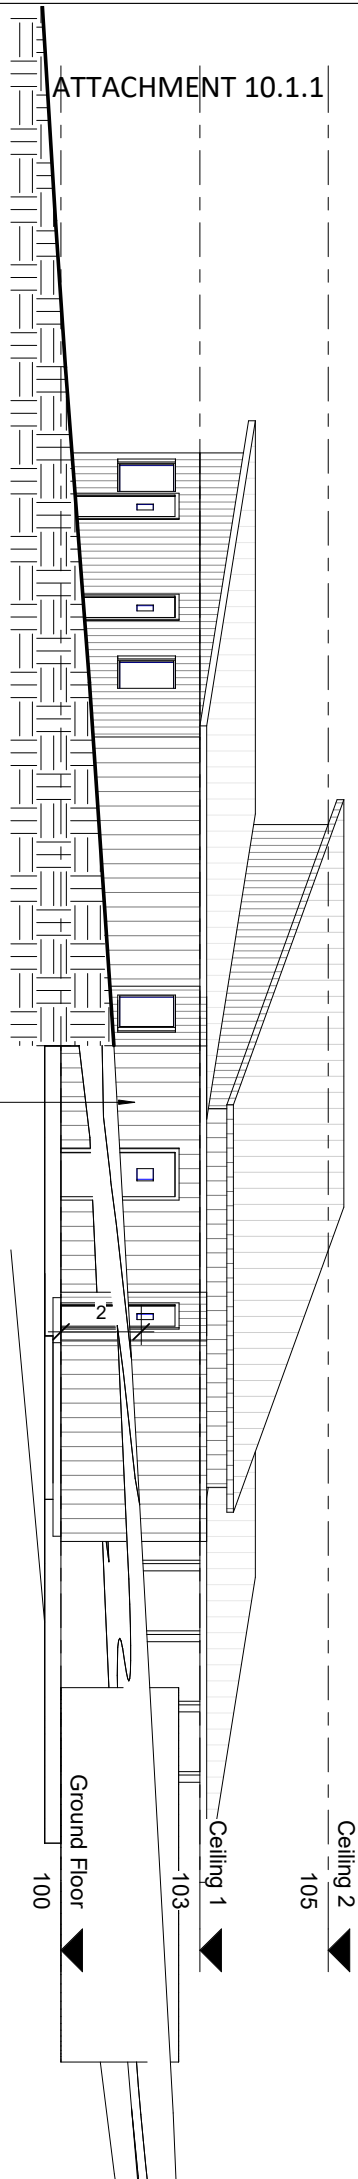 ATTACHMENT 10.1.1
Ceiling 2
105
Ceiling 1
103
Ground Floor
100
2